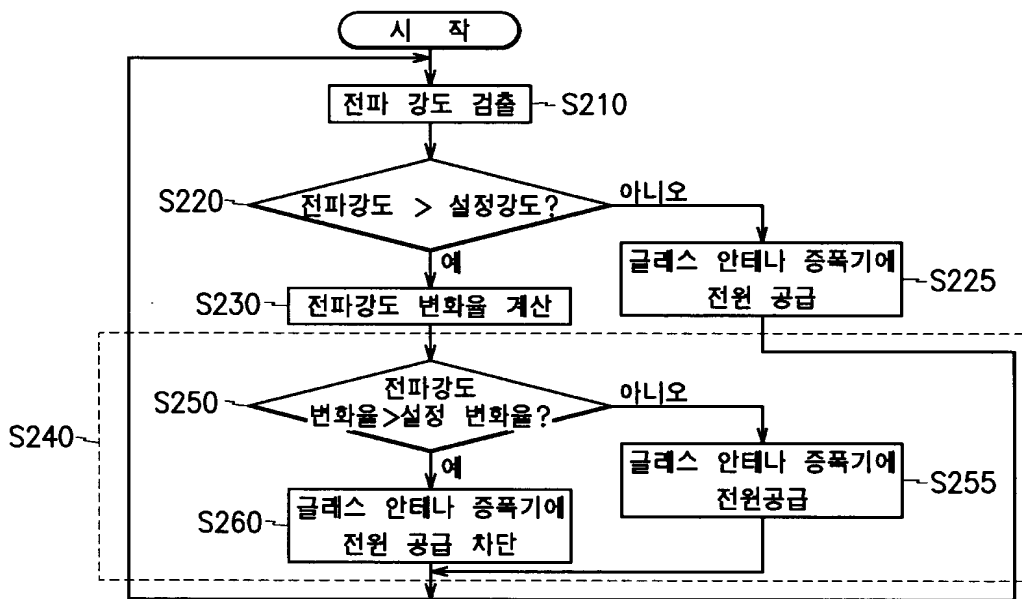 시 작
전파 강도 검출
S210
S220
전파강도 > 설정강도?
아니오
예
글래스 안테나 증폭기에
전원 공급
S225
S230
전파강도 변화율 계산
S240
S250
전파강도
변화율>설정 변화율?
아니오
예
글래스 안테나 증폭기에
전원공급
S255
S260
글래스 안테나 증폭기에
전원 공급 차단